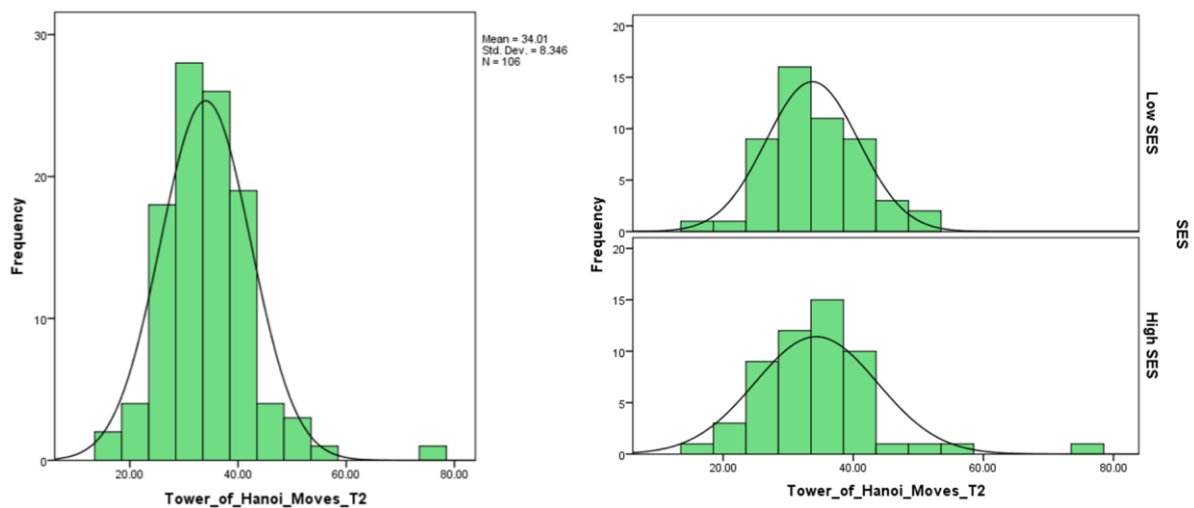 30
20
10
0
Frequency
20.00 40.00 60.00 80.00
Tower_of_Hanoi_Moves_T2
Mean = 34.01
Std. Dev. = 8.346
N = 106
20
15
10
5
0
Low SES
20
15
10
5
0
High SES
Frequency
SES
20.00 40.00 60.00 80.00
Tower_of_Hanoi_Moves_T2